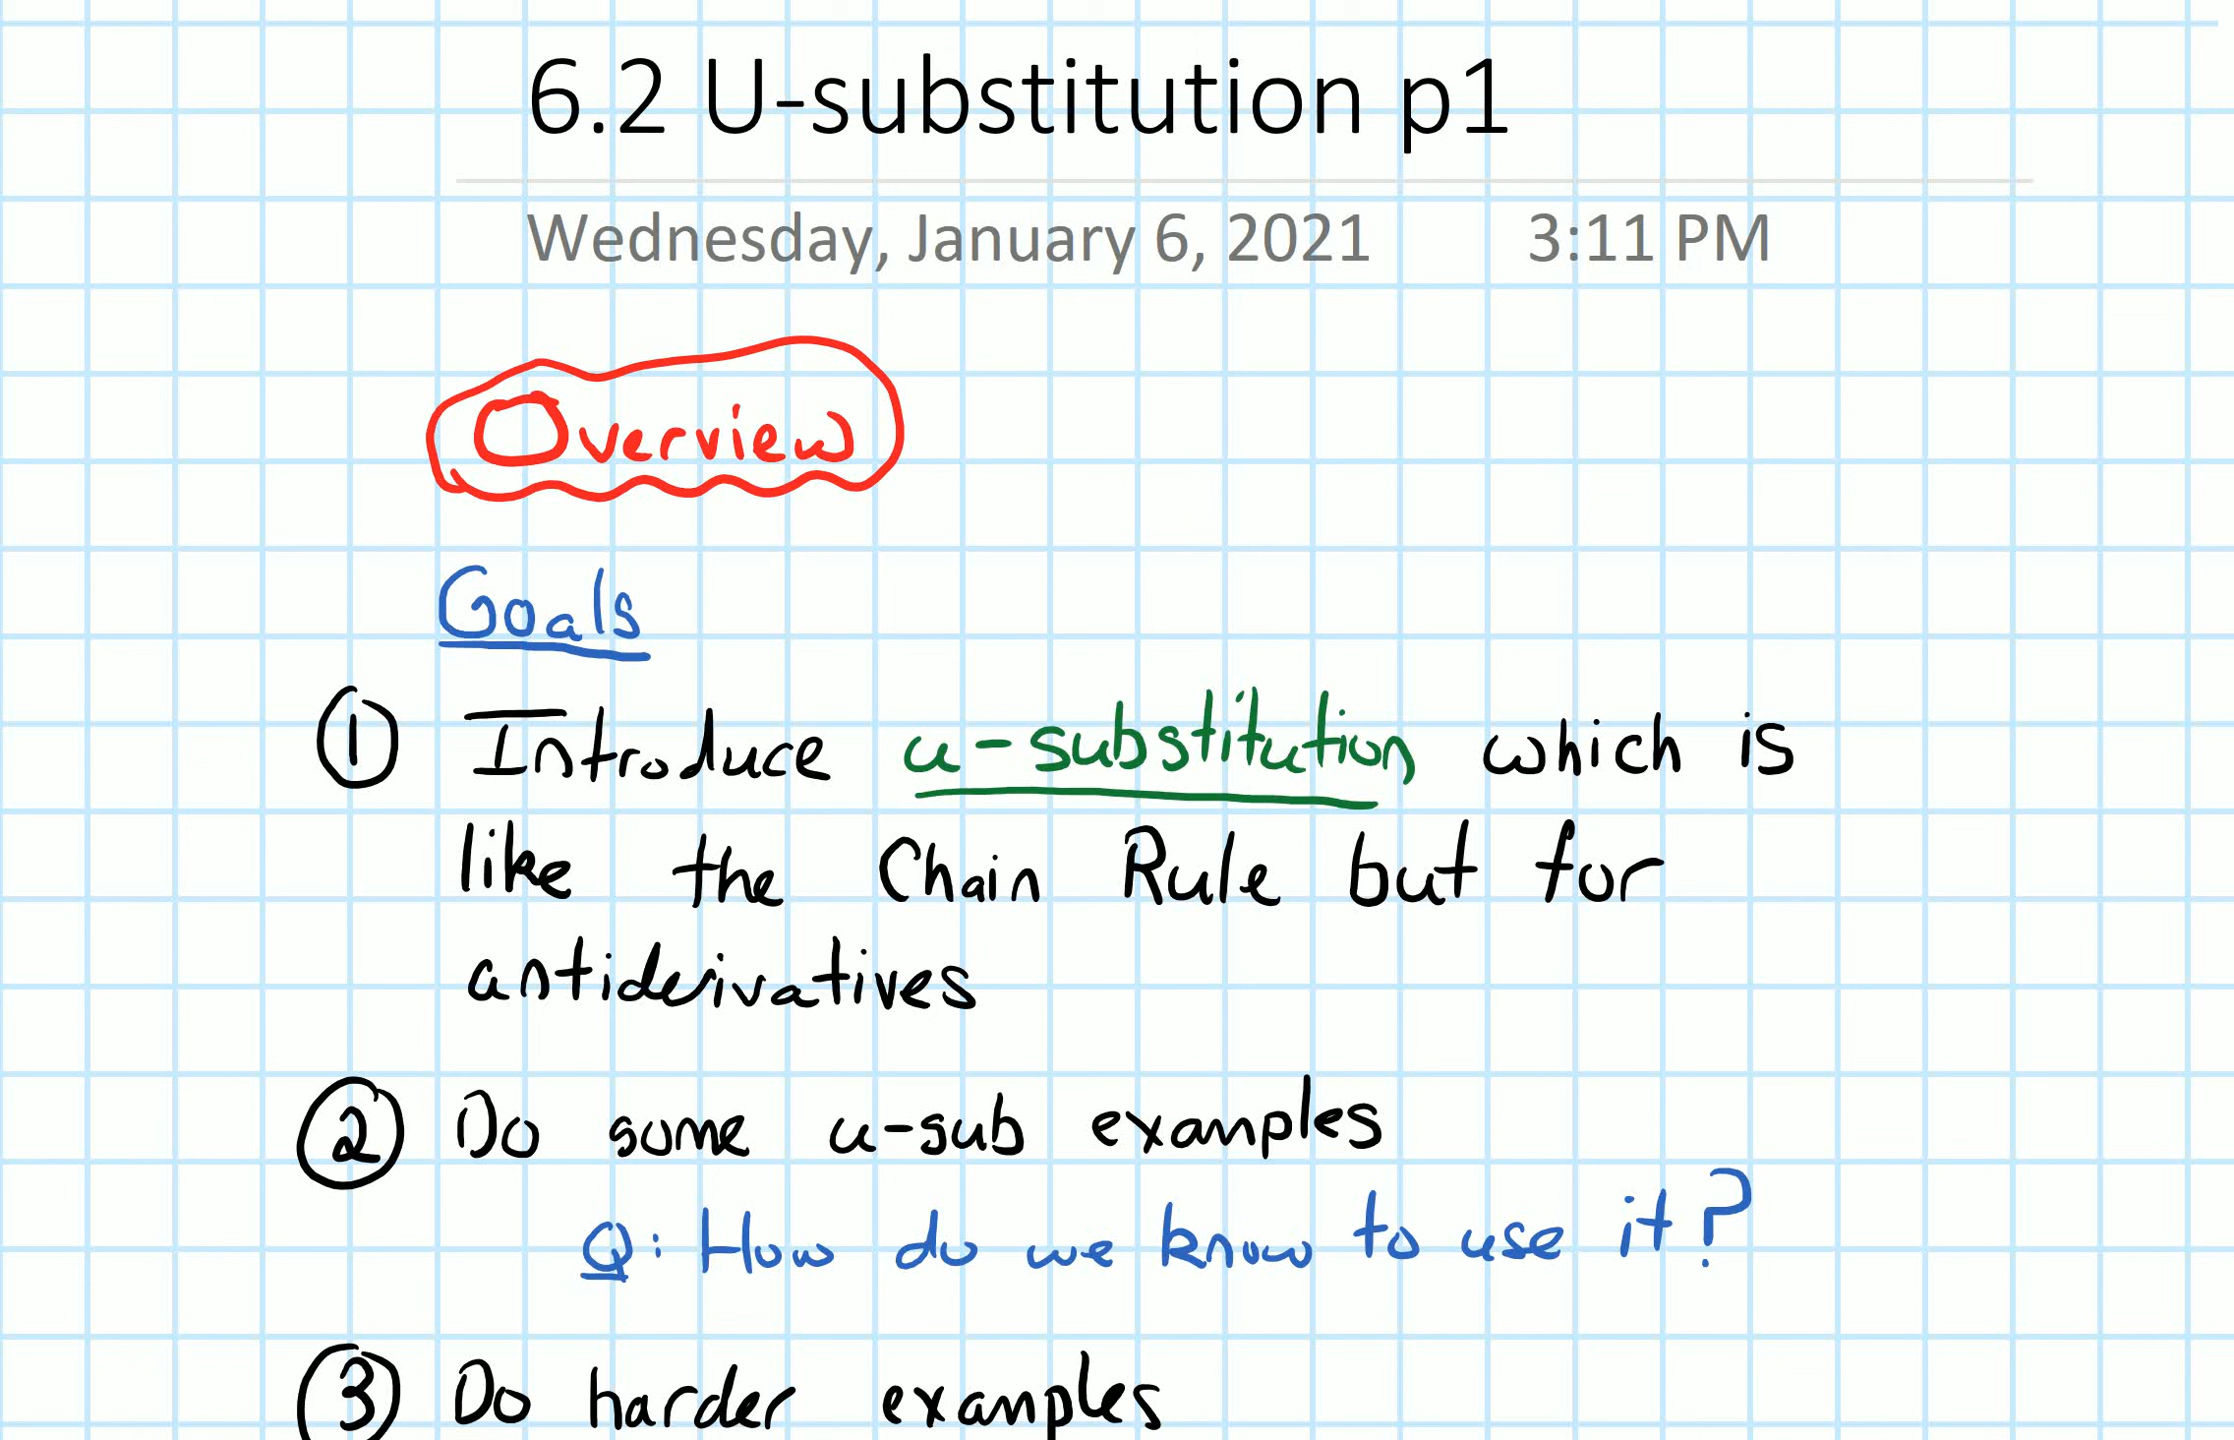 6.2 U-substitution p1
Wednesday, January 6, 2021 3:11 PM
Overview
Goals
① Introduce u-substitution which is
like the Chain Rule but for
antiderivatives
② Do some u-sub examples
Q: How do we know to use it?
③ Do harder examples